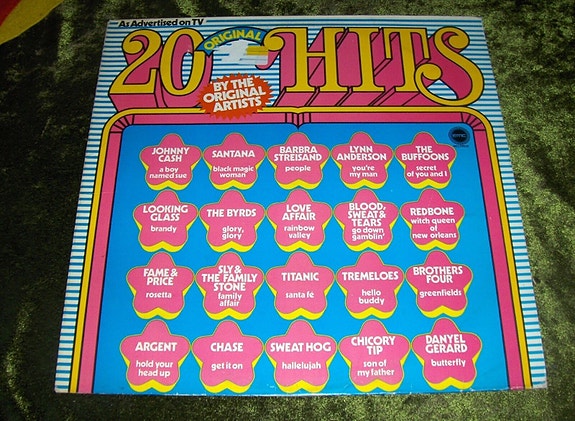 As Advertised on TV
20 ORIGINAL HITS
BY THE
ORIGINAL
ARTISTS
JOHNNY
CASH
a boy
named sue
SANTANA
black magic
woman
BARBRA
STREISAND
people
LYNN
ANDERSON
you're
my man
THE
BUFFOONS
secret
of you and I
LOOKING
GLASS
brandy
THE BYRDS
glory,
glory
LOVE
AFFAIR
rainbow
valley
BLOOD,
SWEAT &
TEARS
go down
gamblin'
REDBONE
witch queen
of
new orleans
FAME &
PRICE
rosetta
SLY &
THE FAMILY
STONE
family
affair
TITANIC
santa fé
TREMELOES
hello
buddy
BROTHERS
FOUR
greenfields
ARGENT
hold your
head up
CHASE
get it on
SWEAT HOG
hallelujah
CHICORY
TIP
son of
my father
DANYEL
GERARD
butterfly